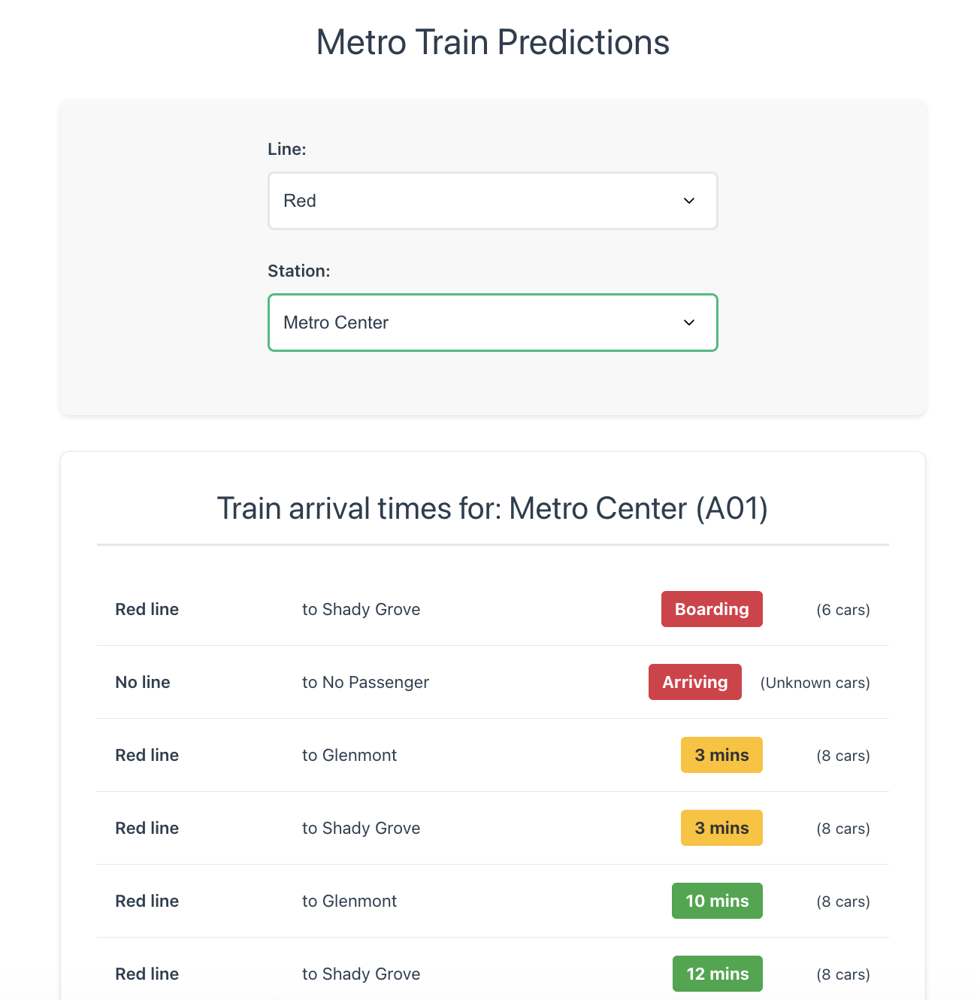 Metro Train Predictions
Line:
Red
Station:
Metro Center
Train arrival times for: Metro Center (A01)
Red line to Shady Grove Boarding (6 cars)
No line to No Passenger Arriving (Unknown cars)
Red line to Glenmont 3 mins (8 cars)
Red line to Shady Grove 3 mins (8 cars)
Red line to Glenmont 10 mins (8 cars)
Red line to Shady Grove 12 mins (8 cars)